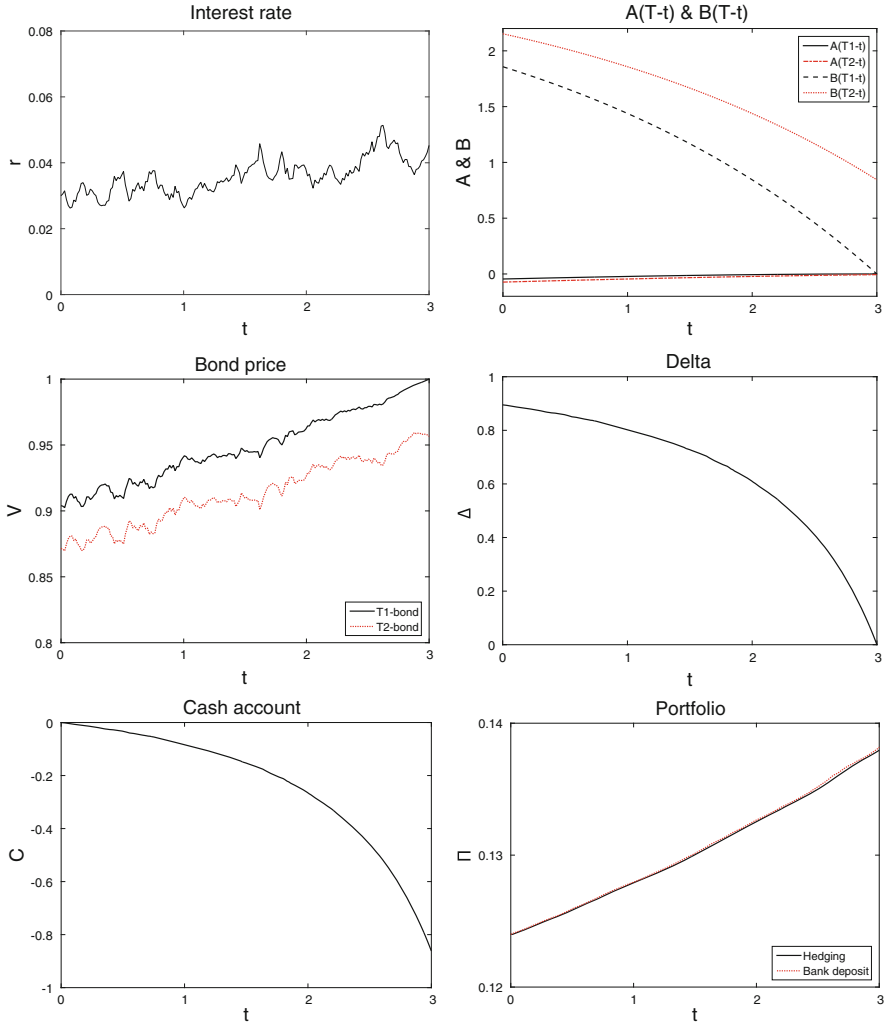 Interest rate
0.08
0.06
0.04
0.02
0
r
0
1
2
3
t
A(T-t) & B(T-t)
2
1.5
1
0.5
0
A & B
A(T1-t)
A(T2-t)
B(T1-t)
B(T2-t)
0
1
2
3
t
Bond price
1
0.95
0.9
0.85
0.8
V
T1-bond
T2-bond
0
1
2
3
t
Delta
1
0.8
0.6
0.4
0.2
0
Δ
0
1
2
3
t
Cash account
0
-0.2
-0.4
-0.6
-0.8
-1
C
0
1
2
3
t
Portfolio
0.14
0.13
0.12
Π
Hedging
Bank deposit
0
1
2
3
t